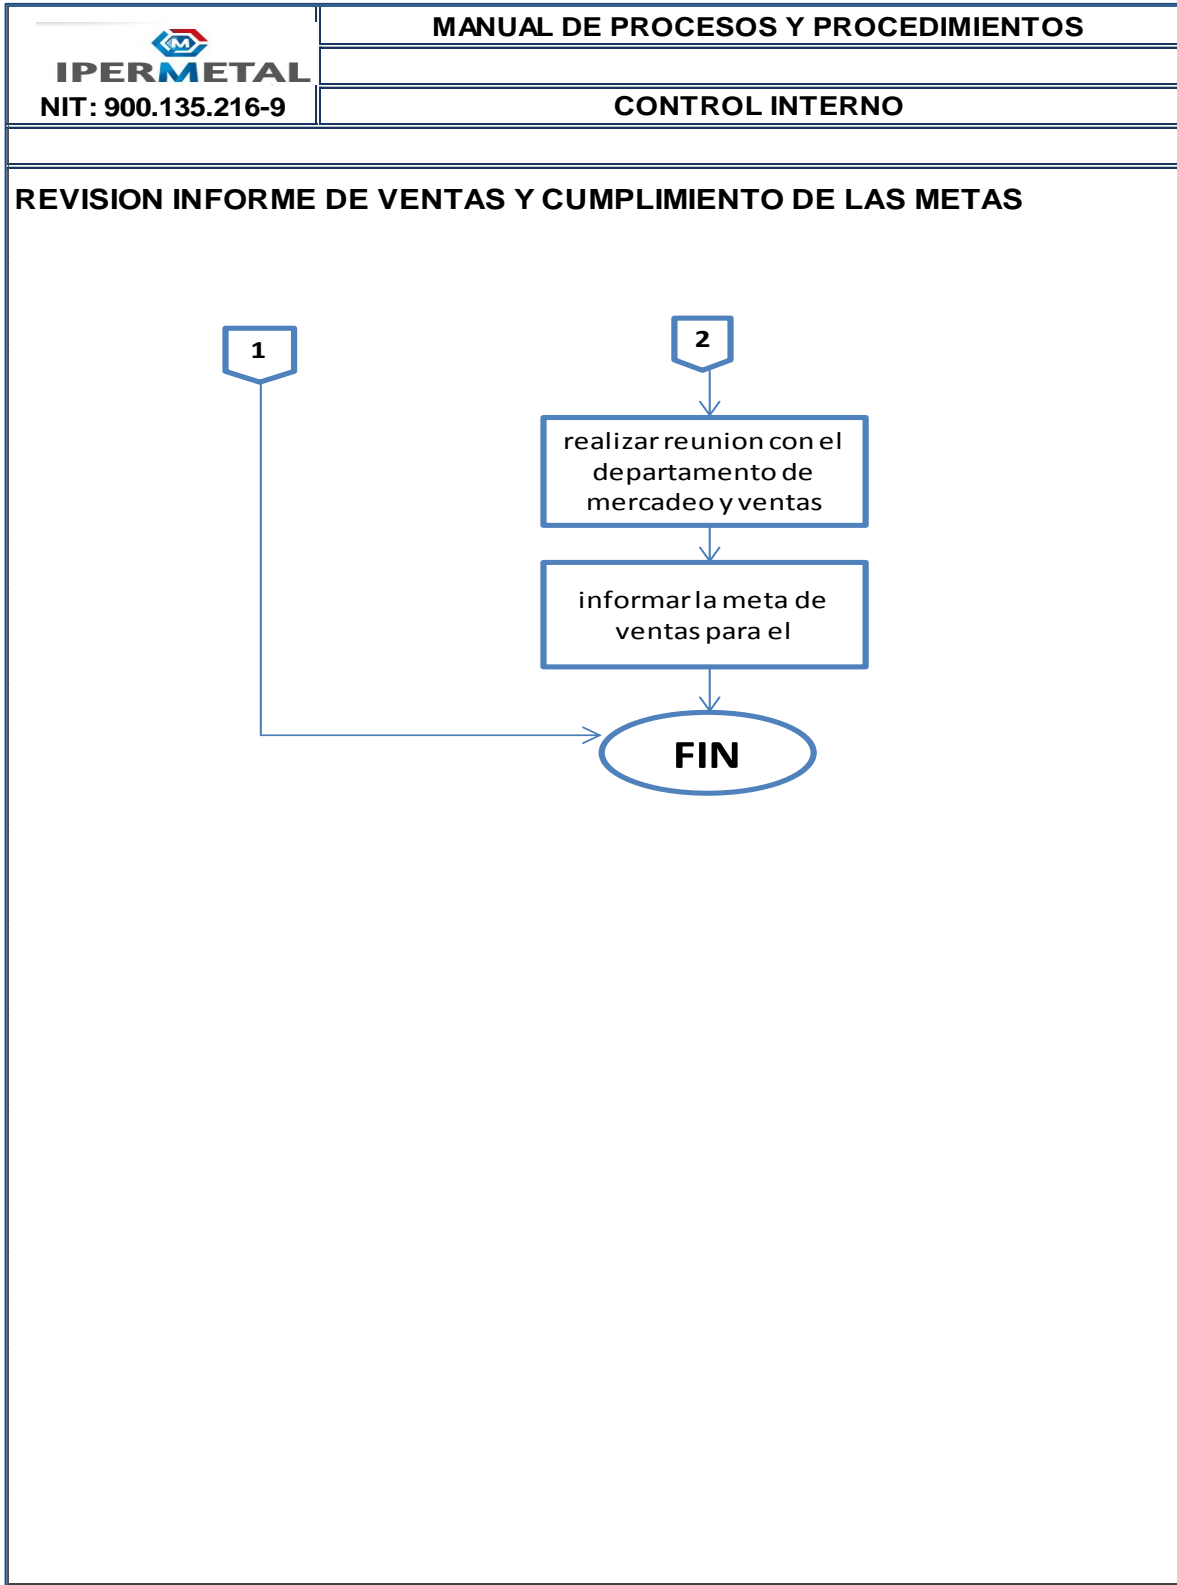 MANUAL DE PROCESOS Y PROCEDIMIENTOS
M
IPERMETAL
NIT: 900.135.216-9
CONTROL INTERNO
REVISION INFORME DE VENTAS Y CUMPLIMIENTO DE LAS METAS
1
2
realizar reunion con el
departamento de
mercadeo y ventas
informar la meta de
ventas para el
FIN